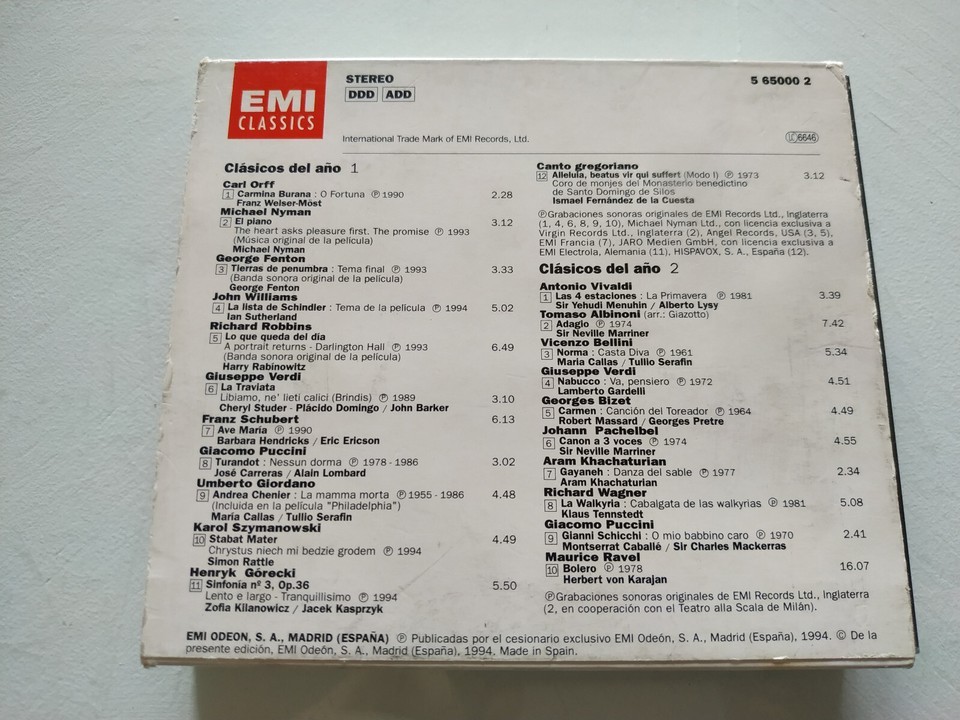 EMI
CLASSICS
STEREO
DDD ADD
International Trade Mark of EMI Records, Ltd.
5 65000 2
LC 6646
Clásicos del año 1
Carl Orff
1 Carmina Burana : O Fortuna ℗ 1990 2.28
Franz Welser-Möst
Michael Nyman
2 El piano 3.12
The heart asks pleasure first. The promise ℗ 1993
(Música original de la película)
Michael Nyman
George Fenton
3 Tierras de penumbra : Tema final ℗ 1993 3.33
(Banda sonora original de la película)
George Fenton
John Williams
4 La lista de Schindler : Tema de la película ℗ 1994 5.02
Ian Sutherland
Richard Robbins
5 Lo que queda del día
A portrait returns - Darlington Hall ℗ 1993 6.49
(Banda sonora original de la película)
Harry Rabinowitz
Giuseppe Verdi
6 La Traviata
Libiamo, ne' lieti calici (Brindis) ℗ 1989 3.10
Cheryl Studer - Plácido Domingo / John Barker
Franz Schubert 6.13
7 Ave María ℗ 1990
Barbara Hendricks / Eric Ericson
Giacomo Puccini
8 Turandot : Nessun dorma ℗ 1978 - 1986 3.02
José Carreras / Alain Lombard
Umberto Giordano
9 Andrea Chenier : La mamma morta ℗ 1955 - 1986 4.48
(Incluida en la película "Philadelphia")
María Callas / Tullio Serafin
Karol Szymanowski
10 Stabat Mater 4.49
Chrystus niech mi bedzie grodem ℗ 1994
Simon Rattle
Henryk Górecki
11 Sinfonía nº 3, Op.36 5.50
Lento e largo - Tranquillisimo ℗ 1994
Zofia Kilanowicz / Jacek Kasprzyk
Canto gregoriano
12 Alleluia, beatus vir qui suffert (Modo I) ℗ 1973 3.12
Coro de monjes del Monasterio benedictino
de Santo Domingo de Silos
Ismael Fernández de la Cuesta
℗Grabaciones sonoras originales de EMI Records Ltd., Inglaterra
(1, 4, 6, 8, 9, 10), Michael Nyman Ltd., con licencia exclusiva a
Virgin Records Ltd., Inglaterra (2), Angel Records, USA (3, 5),
EMI Francia (7), JARO Medien GmbH, con licencia exclusiva a
EMI Electrola, Alemania (11), HISPAVOX, S. A., España (12).
Clásicos del año 2
Antonio Vivaldi
1 Las 4 estaciones : La Primavera ℗ 1981 3.39
Sir Yehudi Menuhin / Alberto Lysy
Tomaso Albinoni (arr.: Giazotto)
2 Adagio ℗ 1974 7.42
Sir Neville Marriner
Vicenzo Bellini
3 Norma : Casta Diva ℗ 1961 5.34
Maria Callas / Tullio Serafin
Giuseppe Verdi
4 Nabucco : Va, pensiero ℗ 1972 4.51
Lamberto Gardelli
Georges Bizet
5 Carmen : Canción del Toreador ℗ 1964 4.49
Robert Massard / Georges Pretre
Johann Pachelbel
6 Canon a 3 voces ℗ 1974 4.55
Sir Neville Marriner
Aram Khachaturian
7 Gayaneh : Danza del sable ℗ 1977 2.34
Aram Khachaturian
Richard Wagner
8 La Walkyria : Cabalgata de las walkyrias ℗ 1981 5.08
Klaus Tennstedt
Giacomo Puccini
9 Gianni Schicchi : O mio babbino caro ℗ 1970 2.41
Montserrat Caballé / Sir Charles Mackerras
Maurice Ravel
10 Bolero ℗ 1978 16.07
Herbert von Karajan
℗Grabaciones sonoras originales de EMI Records Ltd., Inglaterra
(2, en cooperación con el Teatro alla Scala de Milán).
EMI ODEON, S. A., MADRID (ESPAÑA) ℗ Publicadas por el cesionario exclusivo EMI Odeón, S. A., Madrid (España), 1994. © De la
presente edición, EMI Odeón, S. A., Madrid (España), 1994. Made in Spain.